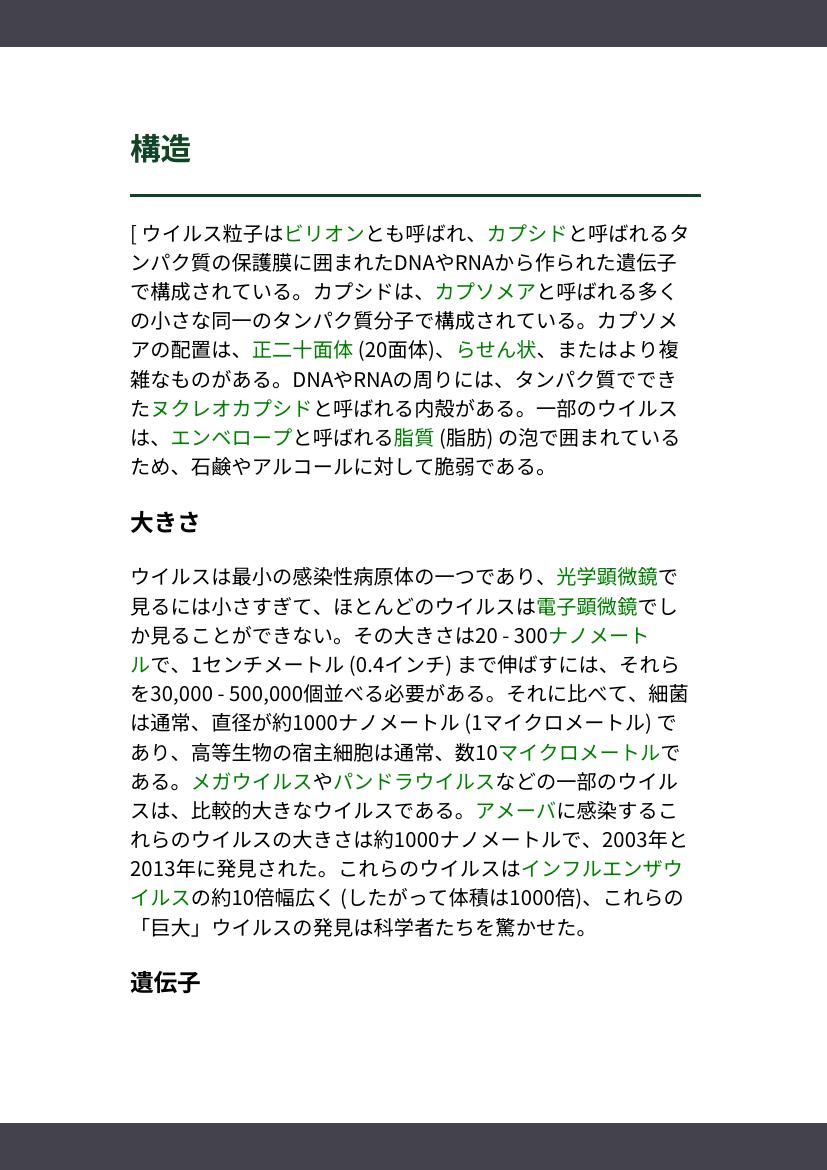 構造
[ ウイルス粒子はビリオンとも呼ばれ、カプシドと呼ばれるタ
ンパク質の保護膜に囲まれたDNAやRNAから作られた遺伝子
で構成されている。カプシドは、カプソメアと呼ばれる多く
の小さな同一のタンパク質分子で構成されている。カプソメ
アの配置は、正二十面体 (20面体)、らせん状、またはより複
雑なものがある。DNAやRNAの周りには、タンパク質ででき
たヌクレオカプシドと呼ばれる内殻がある。一部のウイルス
は、エンベロープと呼ばれる脂質 (脂肪) の泡で囲まれている
ため、石鹸やアルコールに対して脆弱である。
大きさ
ウイルスは最小の感染性病原体の一つであり、光学顕微鏡で
見るには小さすぎて、ほとんどのウイルスは電子顕微鏡でし
か見ることができない。その大きさは20 - 300ナノメート
ルで、1センチメートル (0.4インチ) まで伸ばすには、それら
を30,000 - 500,000個並べる必要がある。それに比べて、細菌
は通常、直径が約1000ナノメートル (1マイクロメートル) で
あり、高等生物の宿主細胞は通常、数10マイクロメートルで
ある。メガウイルスやパンドラウイルスなどの一部のウイル
スは、比較的大きなウイルスである。アメーバに感染するこ
れらのウイルスの大きさは約1000ナノメートルで、2003年と
2013年に発見された。これらのウイルスはインフルエンザウ
イルスの約10倍幅広く (したがって体積は1000倍)、これらの
「巨大」ウイルスの発見は科学者たちを驚かせた。
遺伝子